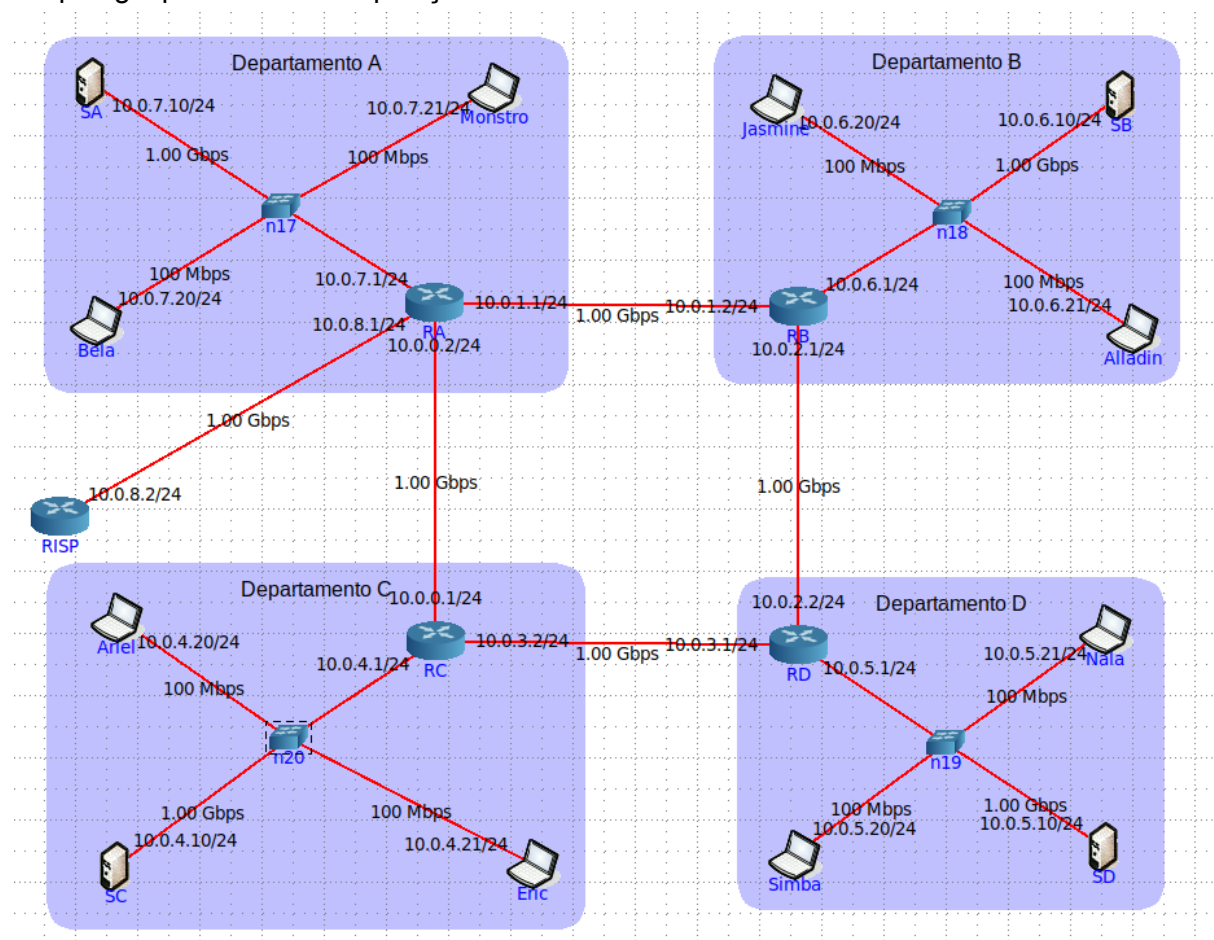 Departamento A
SA
10.0.7.10/24
10.0.7.21/24
Monstro
1.00 Gbps
100 Mbps
n17
100 Mbps
10.0.7.20/24
Bela
10.0.7.1/24
10.0.8.1/24
RA
10.0.0.2/24
10.0.1.1/24
1.00 Gbps
10.0.1.2/24
Departamento B
Jasmine
10.0.6.20/24
10.0.6.10/24
SB
100 Mbps
1.00 Gbps
n18
10.0.6.1/24
100 Mbps
10.0.6.21/24
Alladin
RB
10.0.2.1/24
1.00 Gbps
10.0.8.2/24
RISP
1.00 Gbps
1.00 Gbps
Departamento C
10.0.0.1/24
Ariel
10.0.4.20/24
10.0.4.1/24
RC
10.0.3.2/24
1.00 Gbps
10.0.3.1/24
100 Mbps
n20
1.00 Gbps
10.0.4.10/24
SC
100 Mbps
10.0.4.21/24
Eric
10.0.2.2/24
Departamento D
RD
10.0.5.1/24
10.0.5.21/24
Nala
100 Mbps
n19
100 Mbps
10.0.5.20/24
Simba
1.00 Gbps
10.0.5.10/24
SD